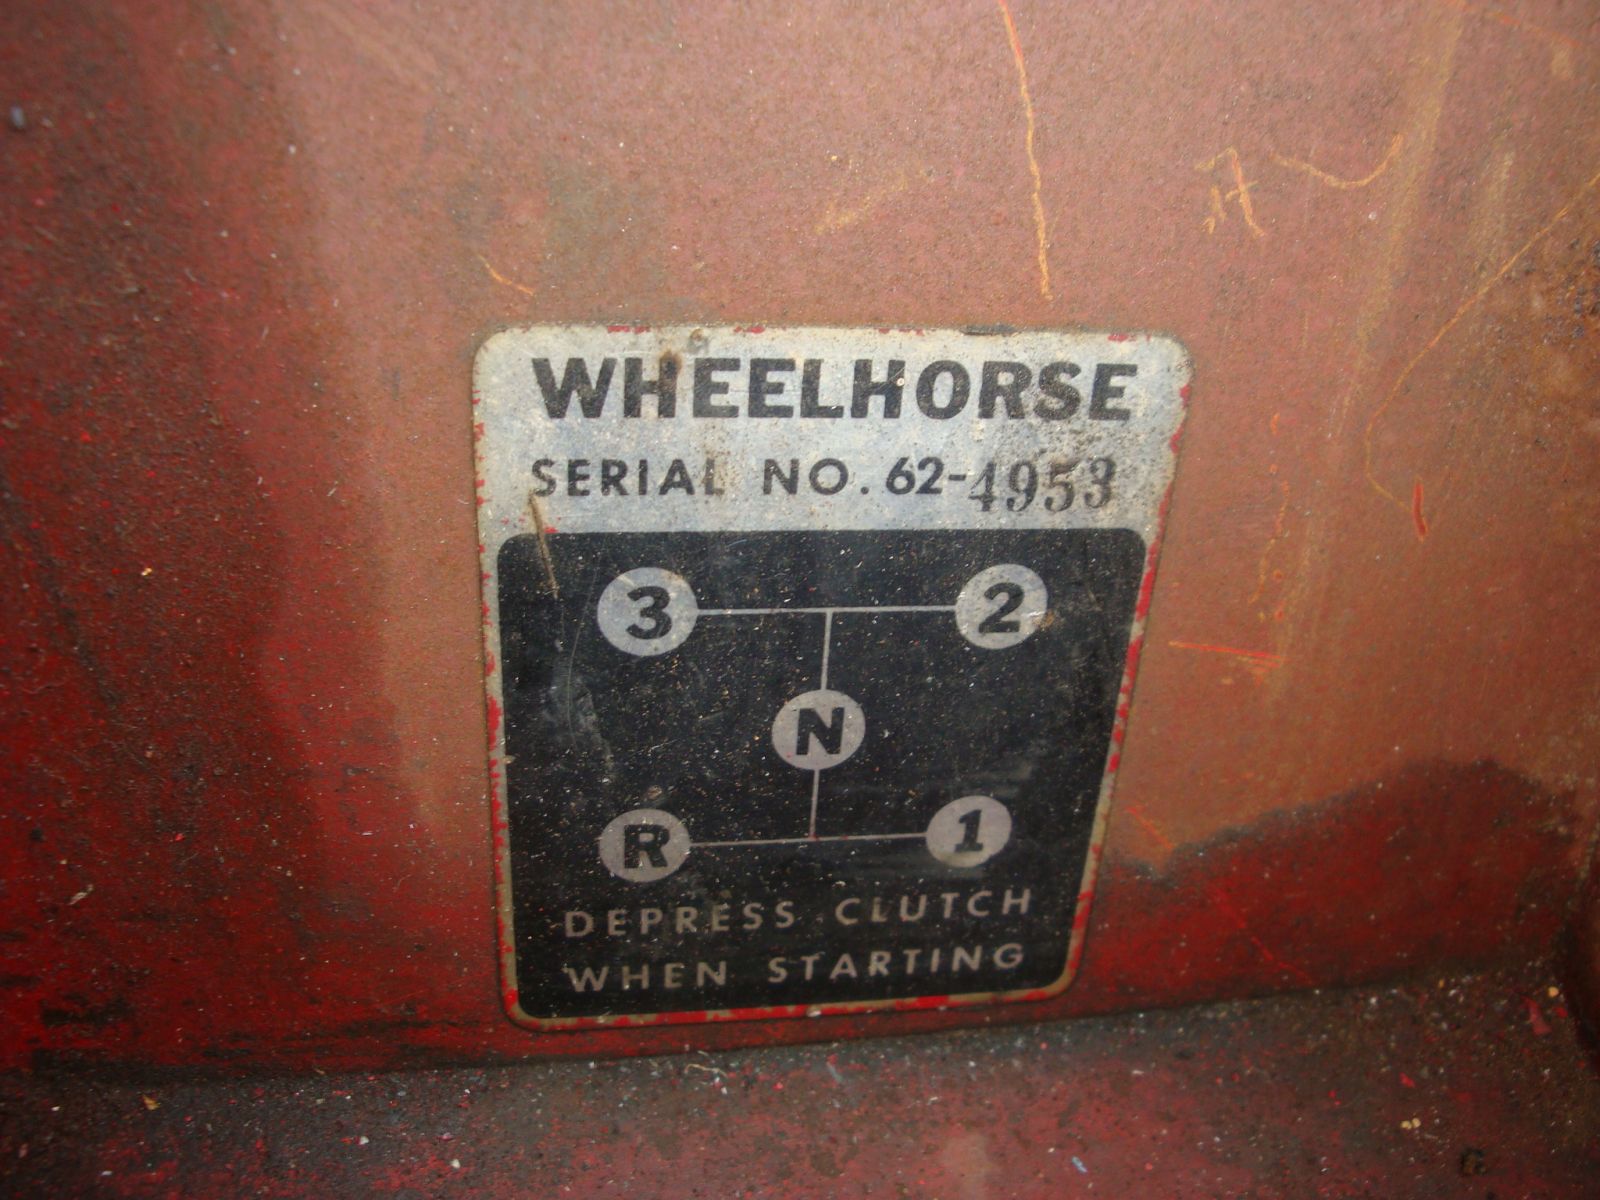 WHEELHORSE
SERIAL NO. 62-4953
3 2
N
R 1
DEPRESS CLUTCH
WHEN STARTING